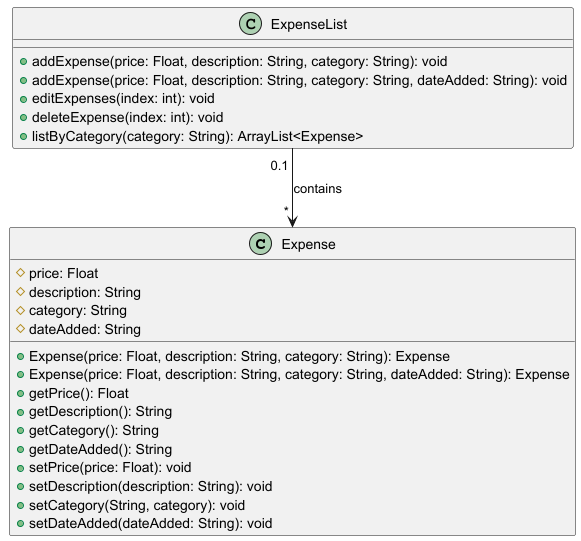 C ExpenseList
addExpense(price: Float, description: String, category: String): void
addExpense(price: Float, description: String, category: String, dateAdded: String): void
editExpenses(index: int): void
deleteExpense(index: int): void
listByCategory(category: String): ArrayList<Expense>
0.1
contains
*
C Expense
price: Float
description: String
category: String
dateAdded: String
Expense(price: Float, description: String, category: String): Expense
Expense(price: Float, description: String, category: String, dateAdded: String): Expense
getPrice(): Float
getDescription(): String
getCategory(): String
getDateAdded(): String
setPrice(price: Float): void
setDescription(description: String): void
setCategory(String, category): void
setDateAdded(dateAdded: String): void